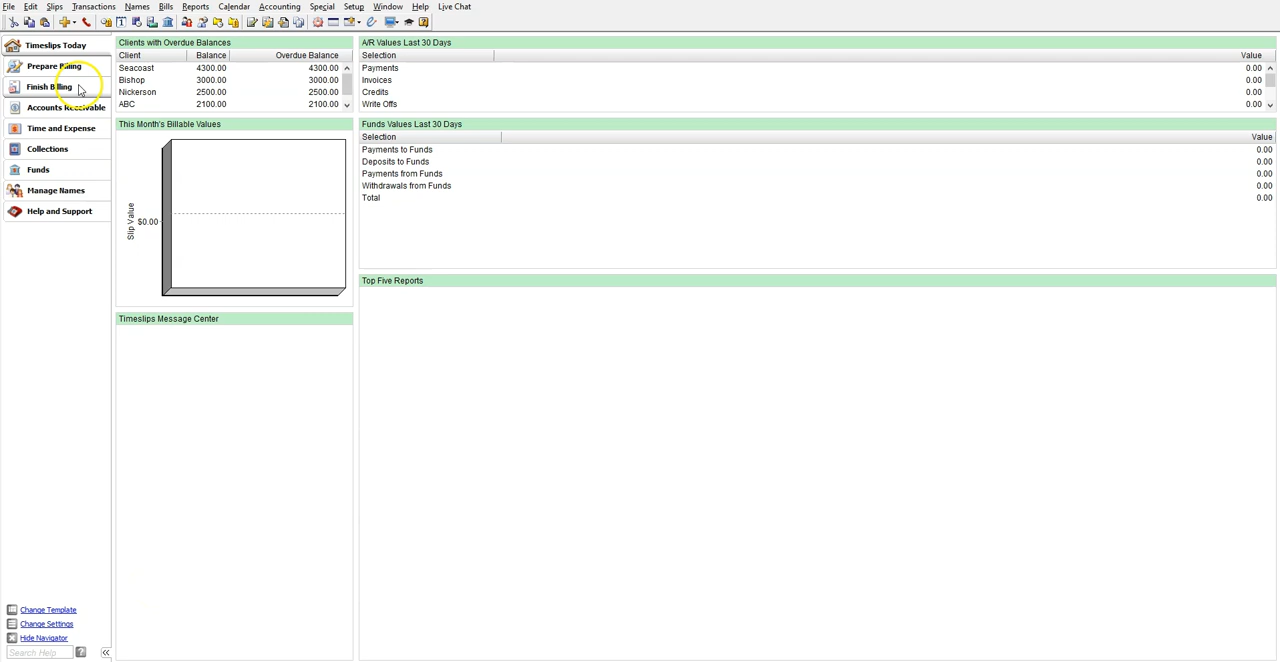 File Edit Slips Transactions Names Bills Reports Calendar Accounting Special Setup Window Help Live Chat
Timeslips Today
Prepare Billing
Finish Billing
Accounts Receivable
Time and Expense
Collections
Funds
Manage Names
Help and Support
Change Template
Change Settings
Hide Navigator
Search Help
Clients with Overdue Balances
Client Balance Overdue Balance
Seacoast 4300.00 4300.00
Bishop 3000.00 3000.00
Nickerson 2500.00 2500.00
ABC 2100.00 2100.00
This Month's Billable Values
Slip Value
$0.00
Timeslips Message Center
A/R Values Last 30 Days
Selection Value
Payments 0.00
Invoices 0.00
Credits 0.00
Write Offs 0.00
Funds Values Last 30 Days
Selection Value
Payments to Funds 0.00
Deposits to Funds 0.00
Payments from Funds 0.00
Withdrawals from Funds 0.00
Total 0.00
Top Five Reports